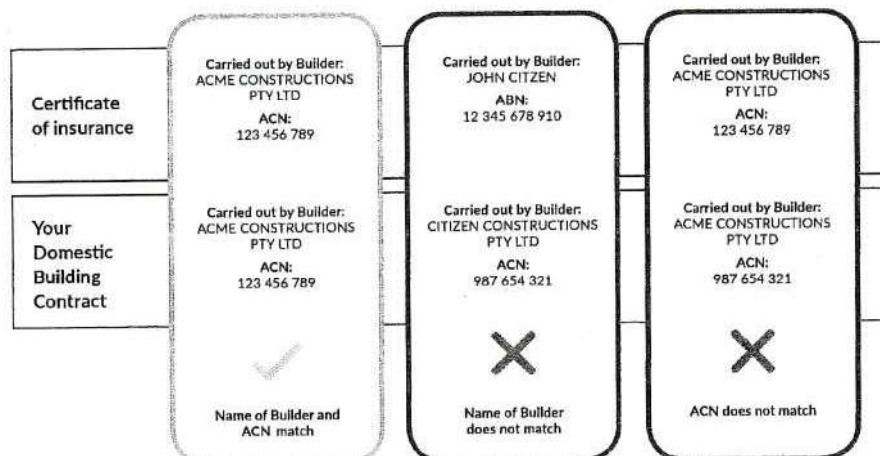 Certificate
of insurance
Carried out by Builder:
ACME CONSTRUCTIONS
PTY LTD
ACN:
123 456 789
Carried out by Builder:
JOHN CITZEN
ABN:
12 345 678 910
Carried out by Builder:
ACME CONSTRUCTIONS
PTY LTD
ACN:
123 456 789
Your
Domestic
Building
Contract
Carried out by Builder:
ACME CONSTRUCTIONS
PTY LTD
ACN:
123 456 789
Carried out by Builder:
CITIZEN CONSTRUCTIONS
PTY LTD
ACN:
987 654 321
Carried out by Builder:
ACME CONSTRUCTIONS
PTY LTD
ACN:
987 654 321
Name of Builder and
ACN match
Name of Builder
does not match
ACN does not match